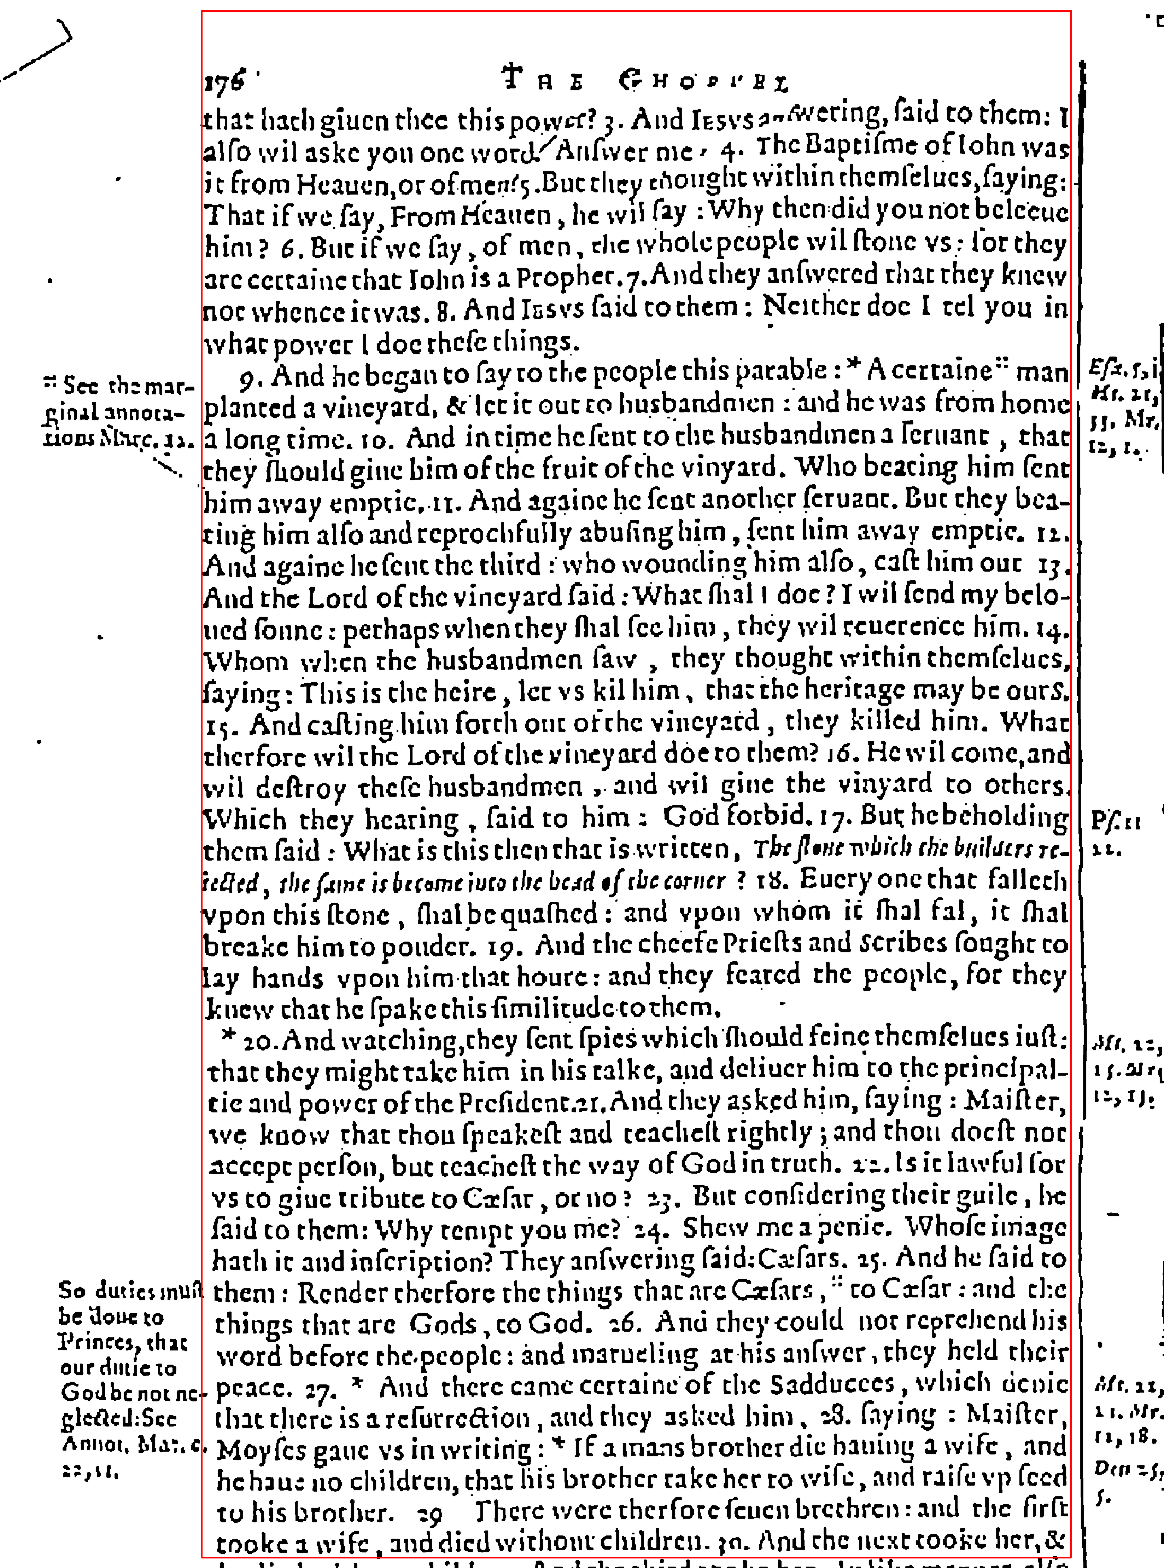 176 THE GHOSPEL
that hath giuen thee this power? 3. And IESVS answering, ſaid to them: I
alſo wil aske you one word. Anſwer me. 4. The Baptiſme of Iohn was
it from Heauen, or of men? 5. But they thought within themſelues, ſaying:
That if we ſay, From Heauen, he wil ſay : Why then did you not beleeue
him? 6. But if we ſay, of men, the whole people wil ſtone vs: for they
are certaine that Iohn is a Prophet. 7. And they anſwered that they knew
not whence it was. 8. And IESVS ſaid to them: Neither doe I tel you in
what power I doe theſe things.
9. And he began to ſay to the people this parable: * A certaine :: man
planted a vineyard, & let it out to husbandmen : and he was from home
a long time. 10. And in time he ſent to the husbandmen a ſeruant, that
they ſhould giue him of the fruit of the vinyard. Who beating him ſent
him away emptie. 11. And againe he ſent another ſeruant. But they bea-
ting him alſo and reprochfully abuſing him, ſent him away emptie. 12.
And againe he ſent the third : who wounding him alſo, caſt him out 13.
And the Lord of the vineyard ſaid : What ſhal I doe? I wil ſend my belo-
ued ſonne : perhaps when they ſhal ſee him, they wil reuerence him. 14.
Whom when the husbandmen ſaw, they thought within themſelues,
ſaying: This is the heire, let vs kil him, that the heritage may be ours.
15. And caſting him forth out of the vineyard, they killed him. What
therfore wil the Lord of the vineyard doe to them? 16. He wil come, and
wil deſtroy theſe husbandmen, and wil giue the vinyard to others.
Which they hearing, ſaid to him: God forbid. 17. But he beholding
them ſaid: What is this then that is written, The ſtone which the builders re-
iected, the ſame is become into the head of the corner? 18. Euery one that falleth
vpon this ſtone, ſhal be quaſhed: and vpon whom it ſhal fal, it ſhal
breake him to pouder. 19. And the cheefe Prieſts and Scribes ſought to
lay hands vpon him that houre: and they feared the people, for they
knew that he ſpake this ſimilitude to them.
* 20. And watching, they ſent ſpies which ſhould feine themſelues iuſt:
that they might take him in his talke, and deliuer him to the principal-
tie and power of the Preſident. 21. And they asked him, ſaying: Maiſter,
we know that thou ſpeakeſt and teacheſt rightly; and thou doeſt not
accept perſon, but teacheſt the way of God in truth. 22. Is it lawful for
vs to giue tribute to Cæſar, or no? 23. But conſidering their guile, he
ſaid to them: Why tempt you me? 24. Shew me a penie. Whoſe image
hath it and inſcription? They anſwering ſaid: Cæſars. 25. And he ſaid to
them: Render therfore the things that are Cæſars, :: to Cæſar: and the
things that are Gods, to God. 26. And they could not reprehend his
word before the people: and marueling at his anſwer, they held their
peace. 27. * And there came certaine of the Sadducees, which denie
that there is a reſurrection, and they asked him, 28. ſaying: Maiſter,
Moyſes gaue vs in writing: * If a mans brother die hauing a wife, and
he haue no children, that his brother take her to wife, and raiſe vp ſeed
to his brother. 29 There were therfore ſeuen brethren: and the firſt
tooke a wife, and died without children. 30. And the next tooke her, &
:: See the mar-
ginal annota-
tions Marc. 12.
So duties muſt
be done to
Princes, that
our dutie to
God be not ne-
glected: See
Annot. Mat. c.
22, 21.
Eſa. 5, 1
Mt. 21,
33. Mr.
12, 1.
Pſ. 11
22.
Mt. 22,
15. Mr.
12, 13.
Mt. 22,
23. Mr.
12, 18.
Deu 25,
5.